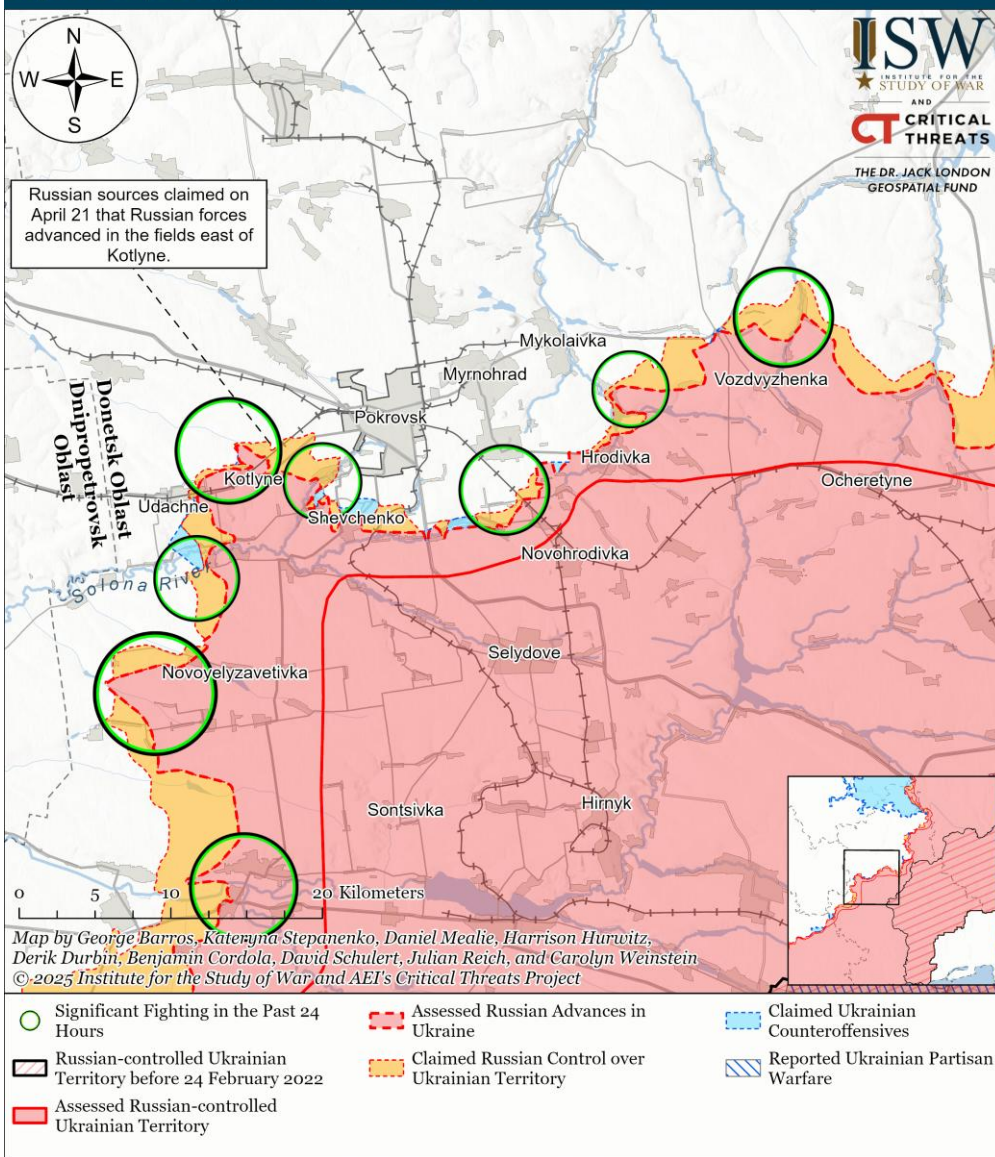 N
W
E
S
ISW
INSTITUTE FOR THE
STUDY OF WAR
AND
CT CRITICAL
THREATS
THE DR. JACK LONDON
GEOSPATIAL FUND
Russian sources claimed on
April 21 that Russian forces
advanced in the fields east of
Kotlyne.
Mykolaivka
Myrnohrad
Vozdvyzhenka
Pokrovsk
Donetsk Oblast
Dnipropetrovsk
Oblast
Hrodivka
Kotlyne
Ocheretyne
Udachne
Shevchenko
Novohrodivka
Solona River
Selydove
Novoyelyzavetivka
Sontsivka
Hirnyk
0 5 10 20 Kilometers
Map by George Barros, Kateryna Stepanenko, Daniel Mealie, Harrison Hurwitz,
Derik Durbin, Benjamin Cordola, David Schulert, Julian Reich, and Carolyn Weinstein
© 2025 Institute for the Study of War and AEI's Critical Threats Project
Significant Fighting in the Past 24
Hours
Russian-controlled Ukrainian
Territory before 24 February 2022
Assessed Russian-controlled
Ukrainian Territory
Assessed Russian Advances in
Ukraine
Claimed Russian Control over
Ukrainian Territory
Claimed Ukrainian
Counteroffensives
Reported Ukrainian Partisan
Warfare